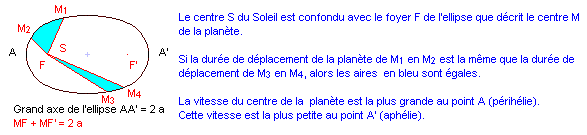 M1
M2
A
S
A'
F
F'
M3
M4
Grand axe de l'ellipse AA' = 2 a
MF + MF' = 2 a
Le centre S du Soleil est confondu avec le foyer F de l'ellipse que décrit le centre M
de la planète.
Si la durée de déplacement de la planète de M1 en M2 est la même que la durée de
déplacement de M3 en M4, alors les aires en bleu sont égales.
La vitesse du centre de la planète est la plus grande au point A (périhélie).
Cette vitesse est la plus petite au point A' (aphélie).